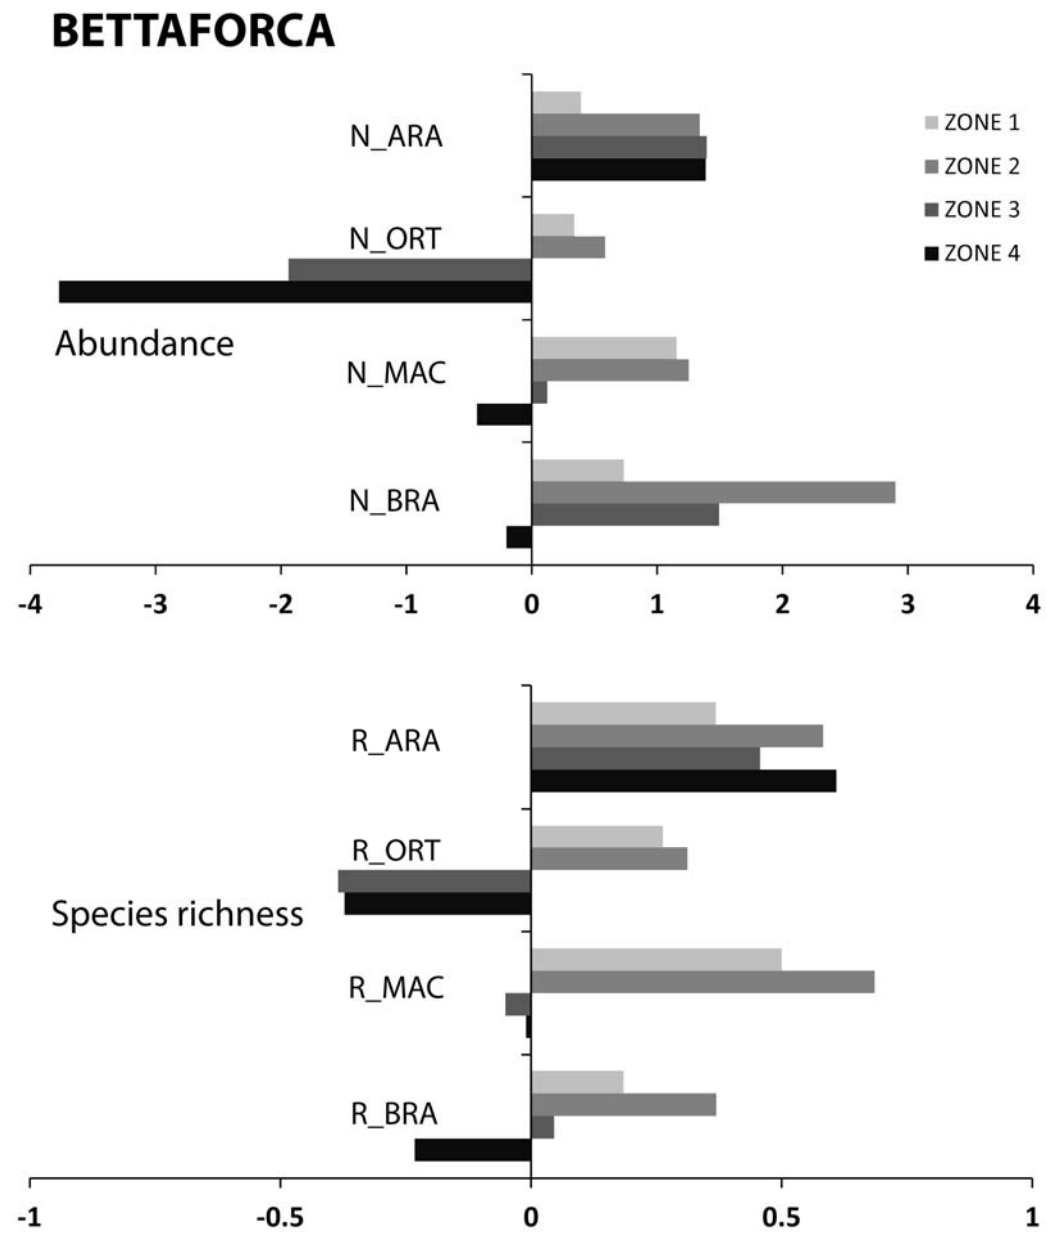 BETTAFORCA
N_ARA
ZONE 1
ZONE 2
ZONE 3
ZONE 4
N_ORT
Abundance
N_MAC
N_BRA
-4 -3 -2 -1 0 1 2 3 4
R_ARA
R_ORT
Species richness
R_MAC
R_BRA
-1 -0.5 0 0.5 1